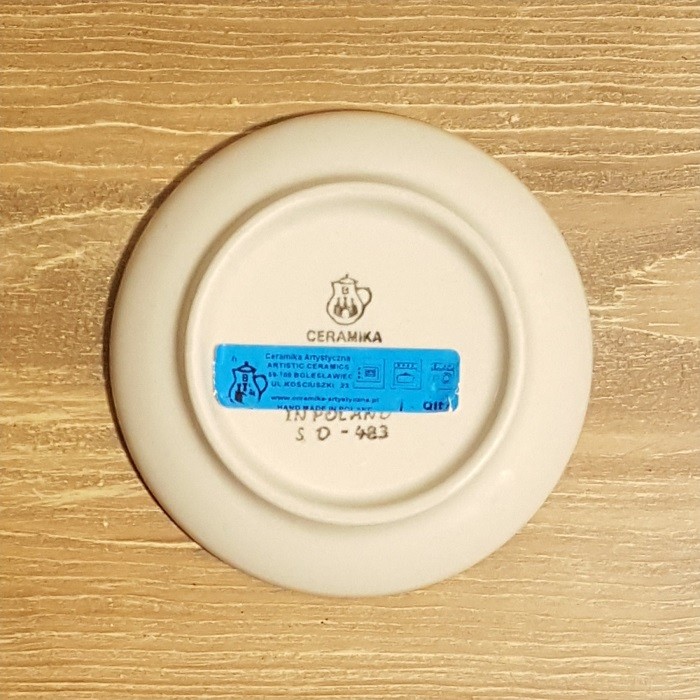 B
CERAMIKA
Ceramika Artystyczna
ARTISTIC CERAMICS
59-700 BOLESŁAWIEC
UL. KOŚCIUSZKI 23
www.ceramika-artystyczna.pl
HAND MADE IN POLAND
IN POLAND
S. D - 483